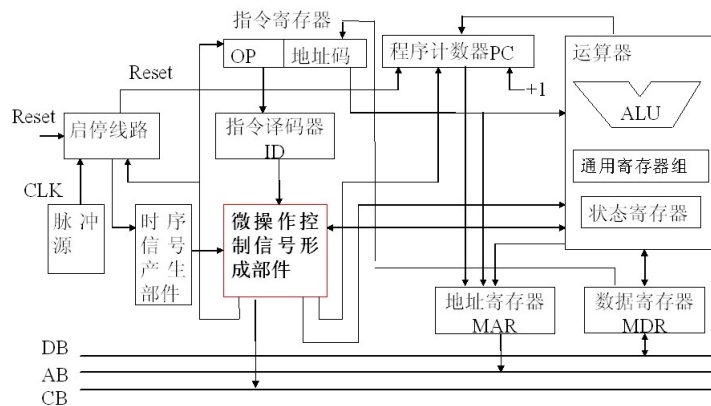 指令寄存器
OP
地址码
程序计数器PC
运算器
Reset
+1
ALU
Reset
启停线路
指令译码器
ID
通用寄存器组
CLK
脉冲
源
时序
信号
产生
部件
微操作控
制信号形
成部件
状态寄存器
地址寄存器
MAR
数据寄存器
MDR
DB
AB
CB